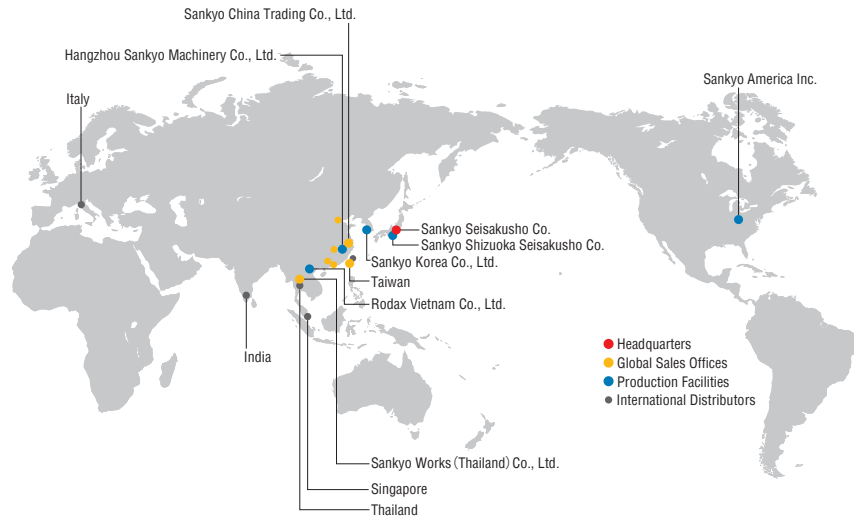 Sankyo China Trading Co., Ltd.
Hangzhou Sankyo Machinery Co., Ltd.
Sankyo America Inc.
Italy
Sankyo Seisakusho Co.
Sankyo Shizuoka Seisakusho Co.
Sankyo Korea Co., Ltd.
Taiwan
Rodax Vietnam Co., Ltd.
India
Headquarters
Global Sales Offices
Production Facilities
International Distributors
Sankyo Works (Thailand) Co., Ltd.
Singapore
Thailand